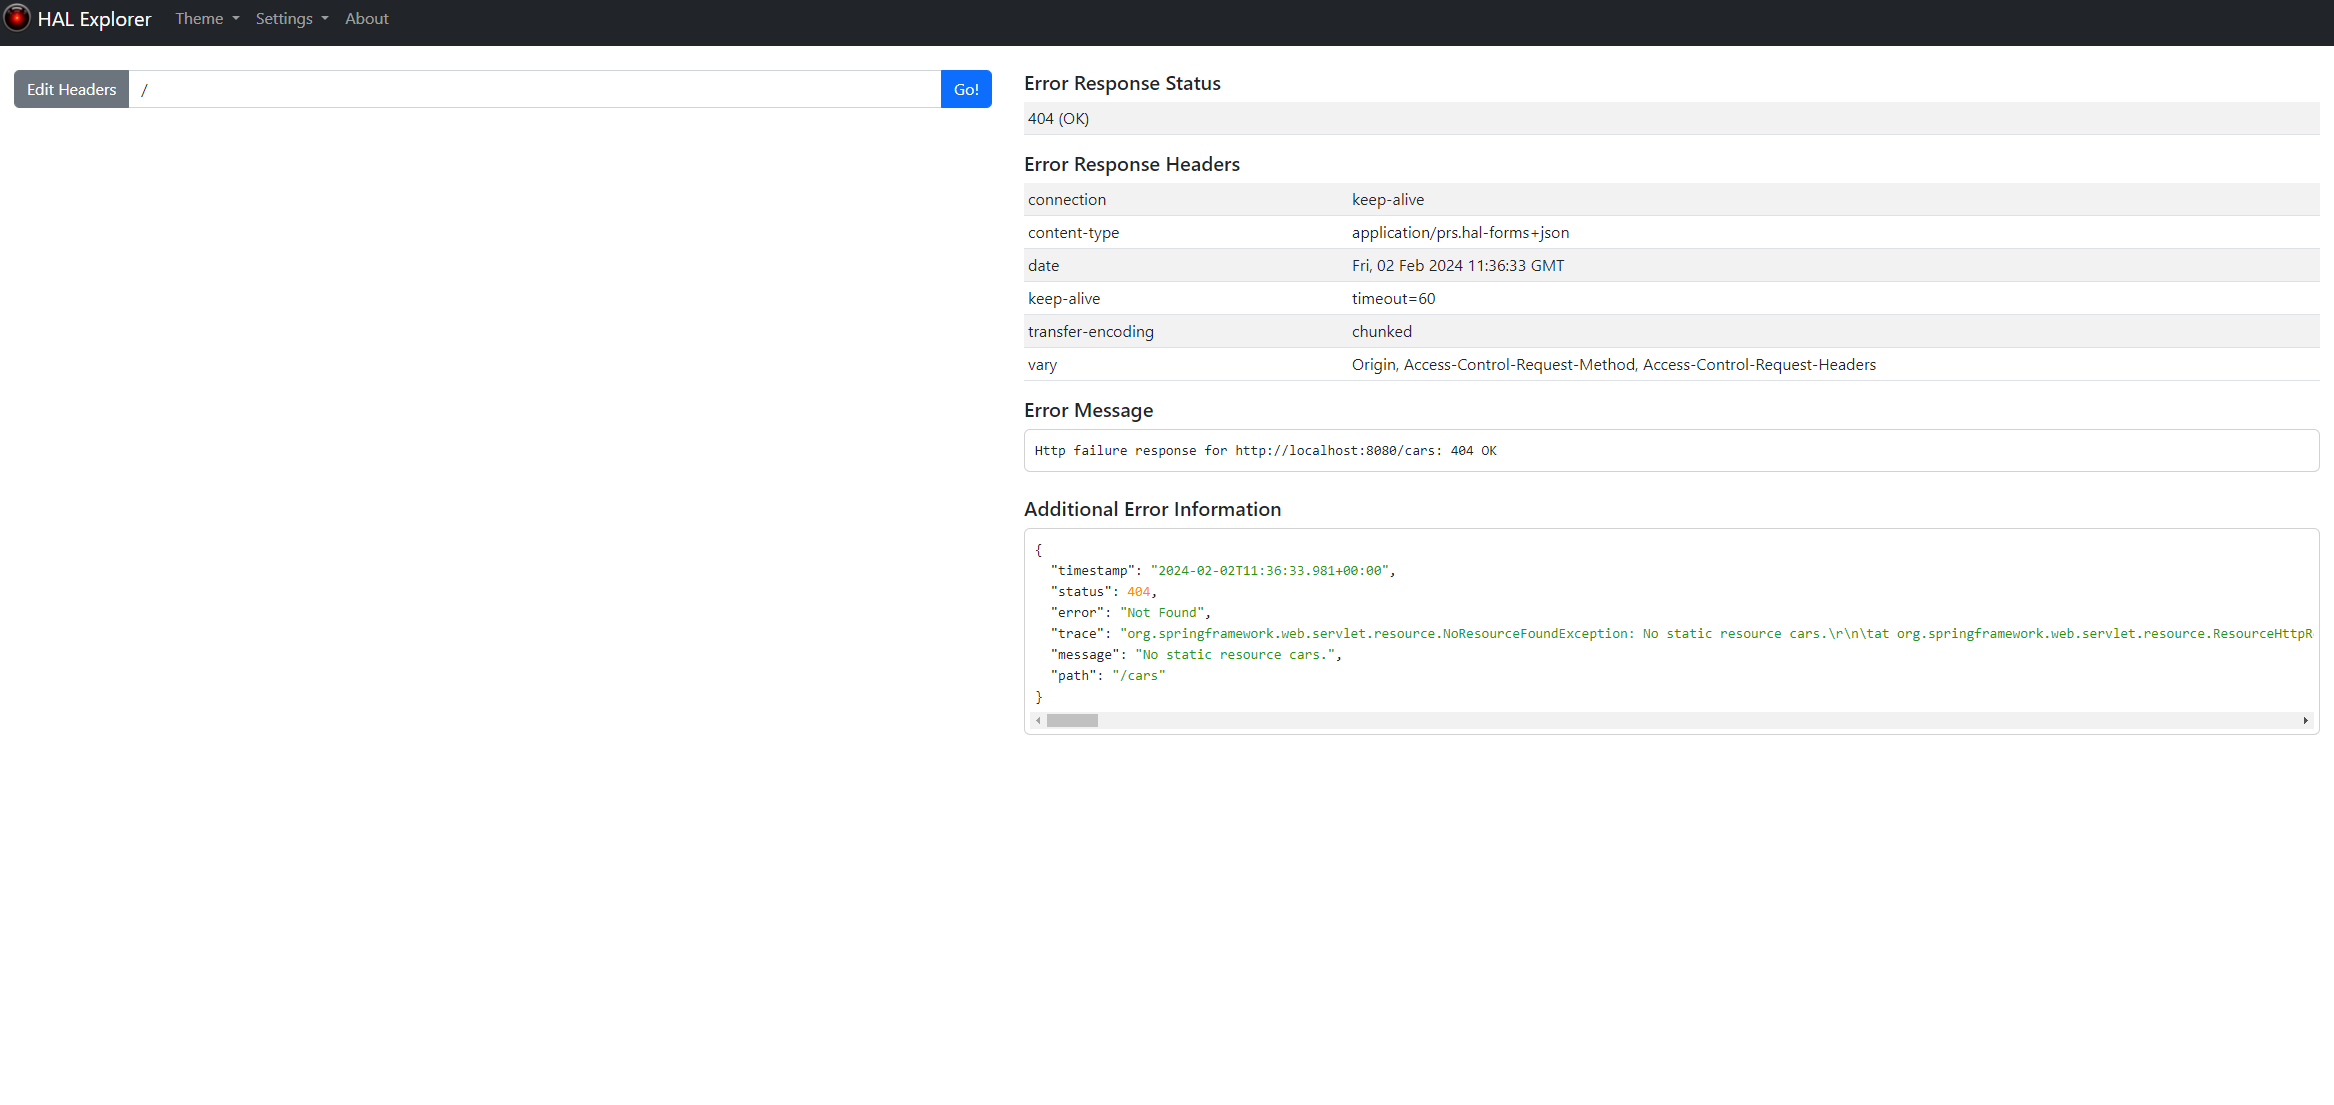 HAL Explorer Theme Settings About
Edit Headers / Go!
Error Response Status
404 (OK)
Error Response Headers
connection keep-alive
content-type application/prs.hal-forms+json
date Fri, 02 Feb 2024 11:36:33 GMT
keep-alive timeout=60
transfer-encoding chunked
vary Origin, Access-Control-Request-Method, Access-Control-Request-Headers
Error Message
Http failure response for http://localhost:8080/cars: 404 OK
Additional Error Information
{
"timestamp": "2024-02-02T11:36:33.981+00:00",
"status": 404,
"error": "Not Found",
"trace": "org.springframework.web.servlet.resource.NoResourceFoundException: No static resource cars.\r\n\tat org.springframework.web.servlet.resource.ResourceHttpR
"message": "No static resource cars.",
"path": "/cars"
}